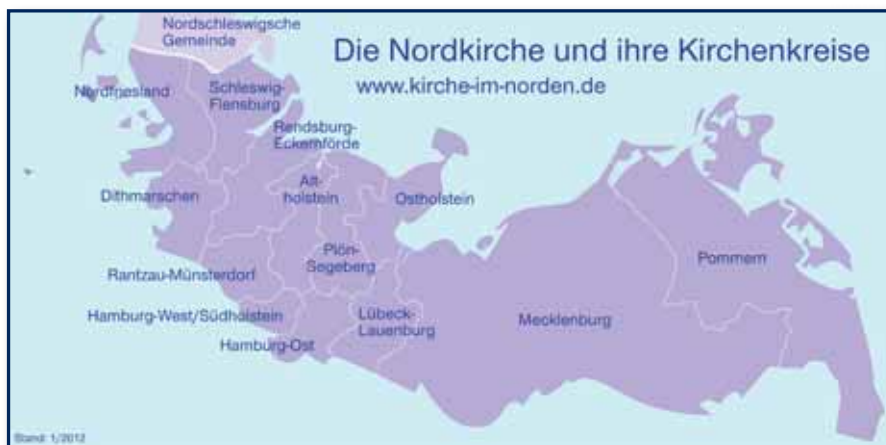 Nordschleswigsche
Gemeinde
Die Nordkirche und ihre Kirchenkreise
www.kirche-im-norden.de
Nordfriesland
Schleswig-
Flensburg
Rendsburg-
Eckernförde
Dithmarschen
Alt-
holstein
Ostholstein
Plön-
Segeberg
Pommern
Rantzau-Münsterdorf
Hamburg-West/Südholstein
Lübeck-
Lauenburg
Mecklenburg
Hamburg-Ost
Stand: 1/2012